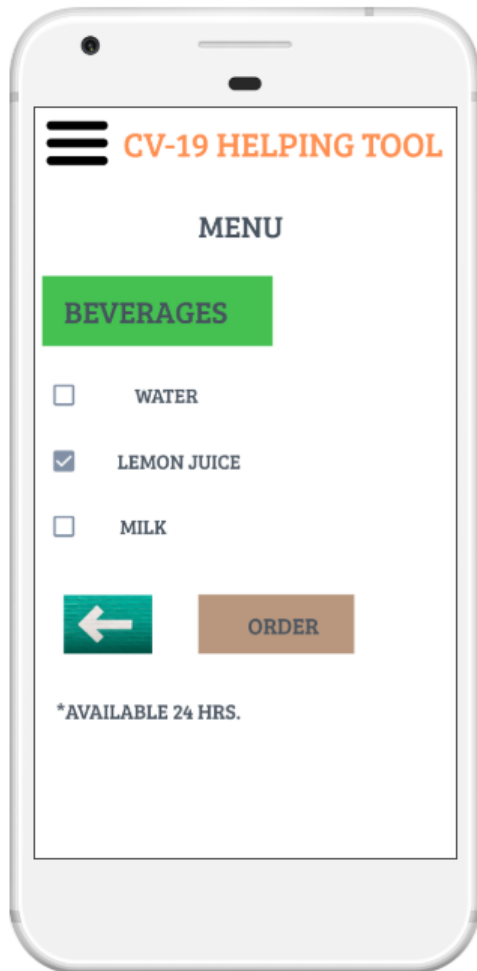 CV-19 HELPING TOOL
MENU
BEVERAGES
WATER
LEMON JUICE
MILK
ORDER
*AVAILABLE 24 HRS.